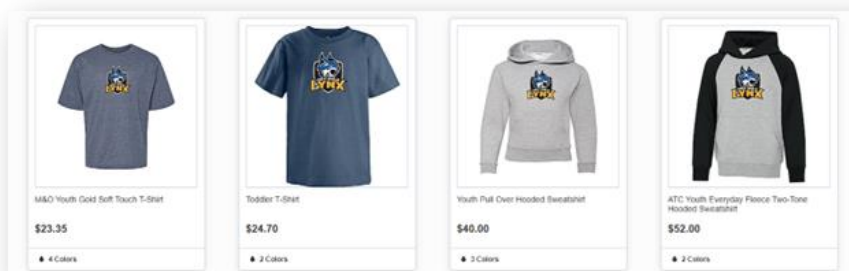 LYNX
LYNX
LYNX
LYNX
M&O Youth Gold Soft Touch T-Shirt
Toddler T-Shirt
Youth Pull Over Hooded Sweatshirt
ATC Youth Everyday Fleece Two-Tone
Hooded Sweatshirt
$23.35
$24.70
$40.00
$52.00
4 Colors
2 Colors
3 Colors
2 Colors